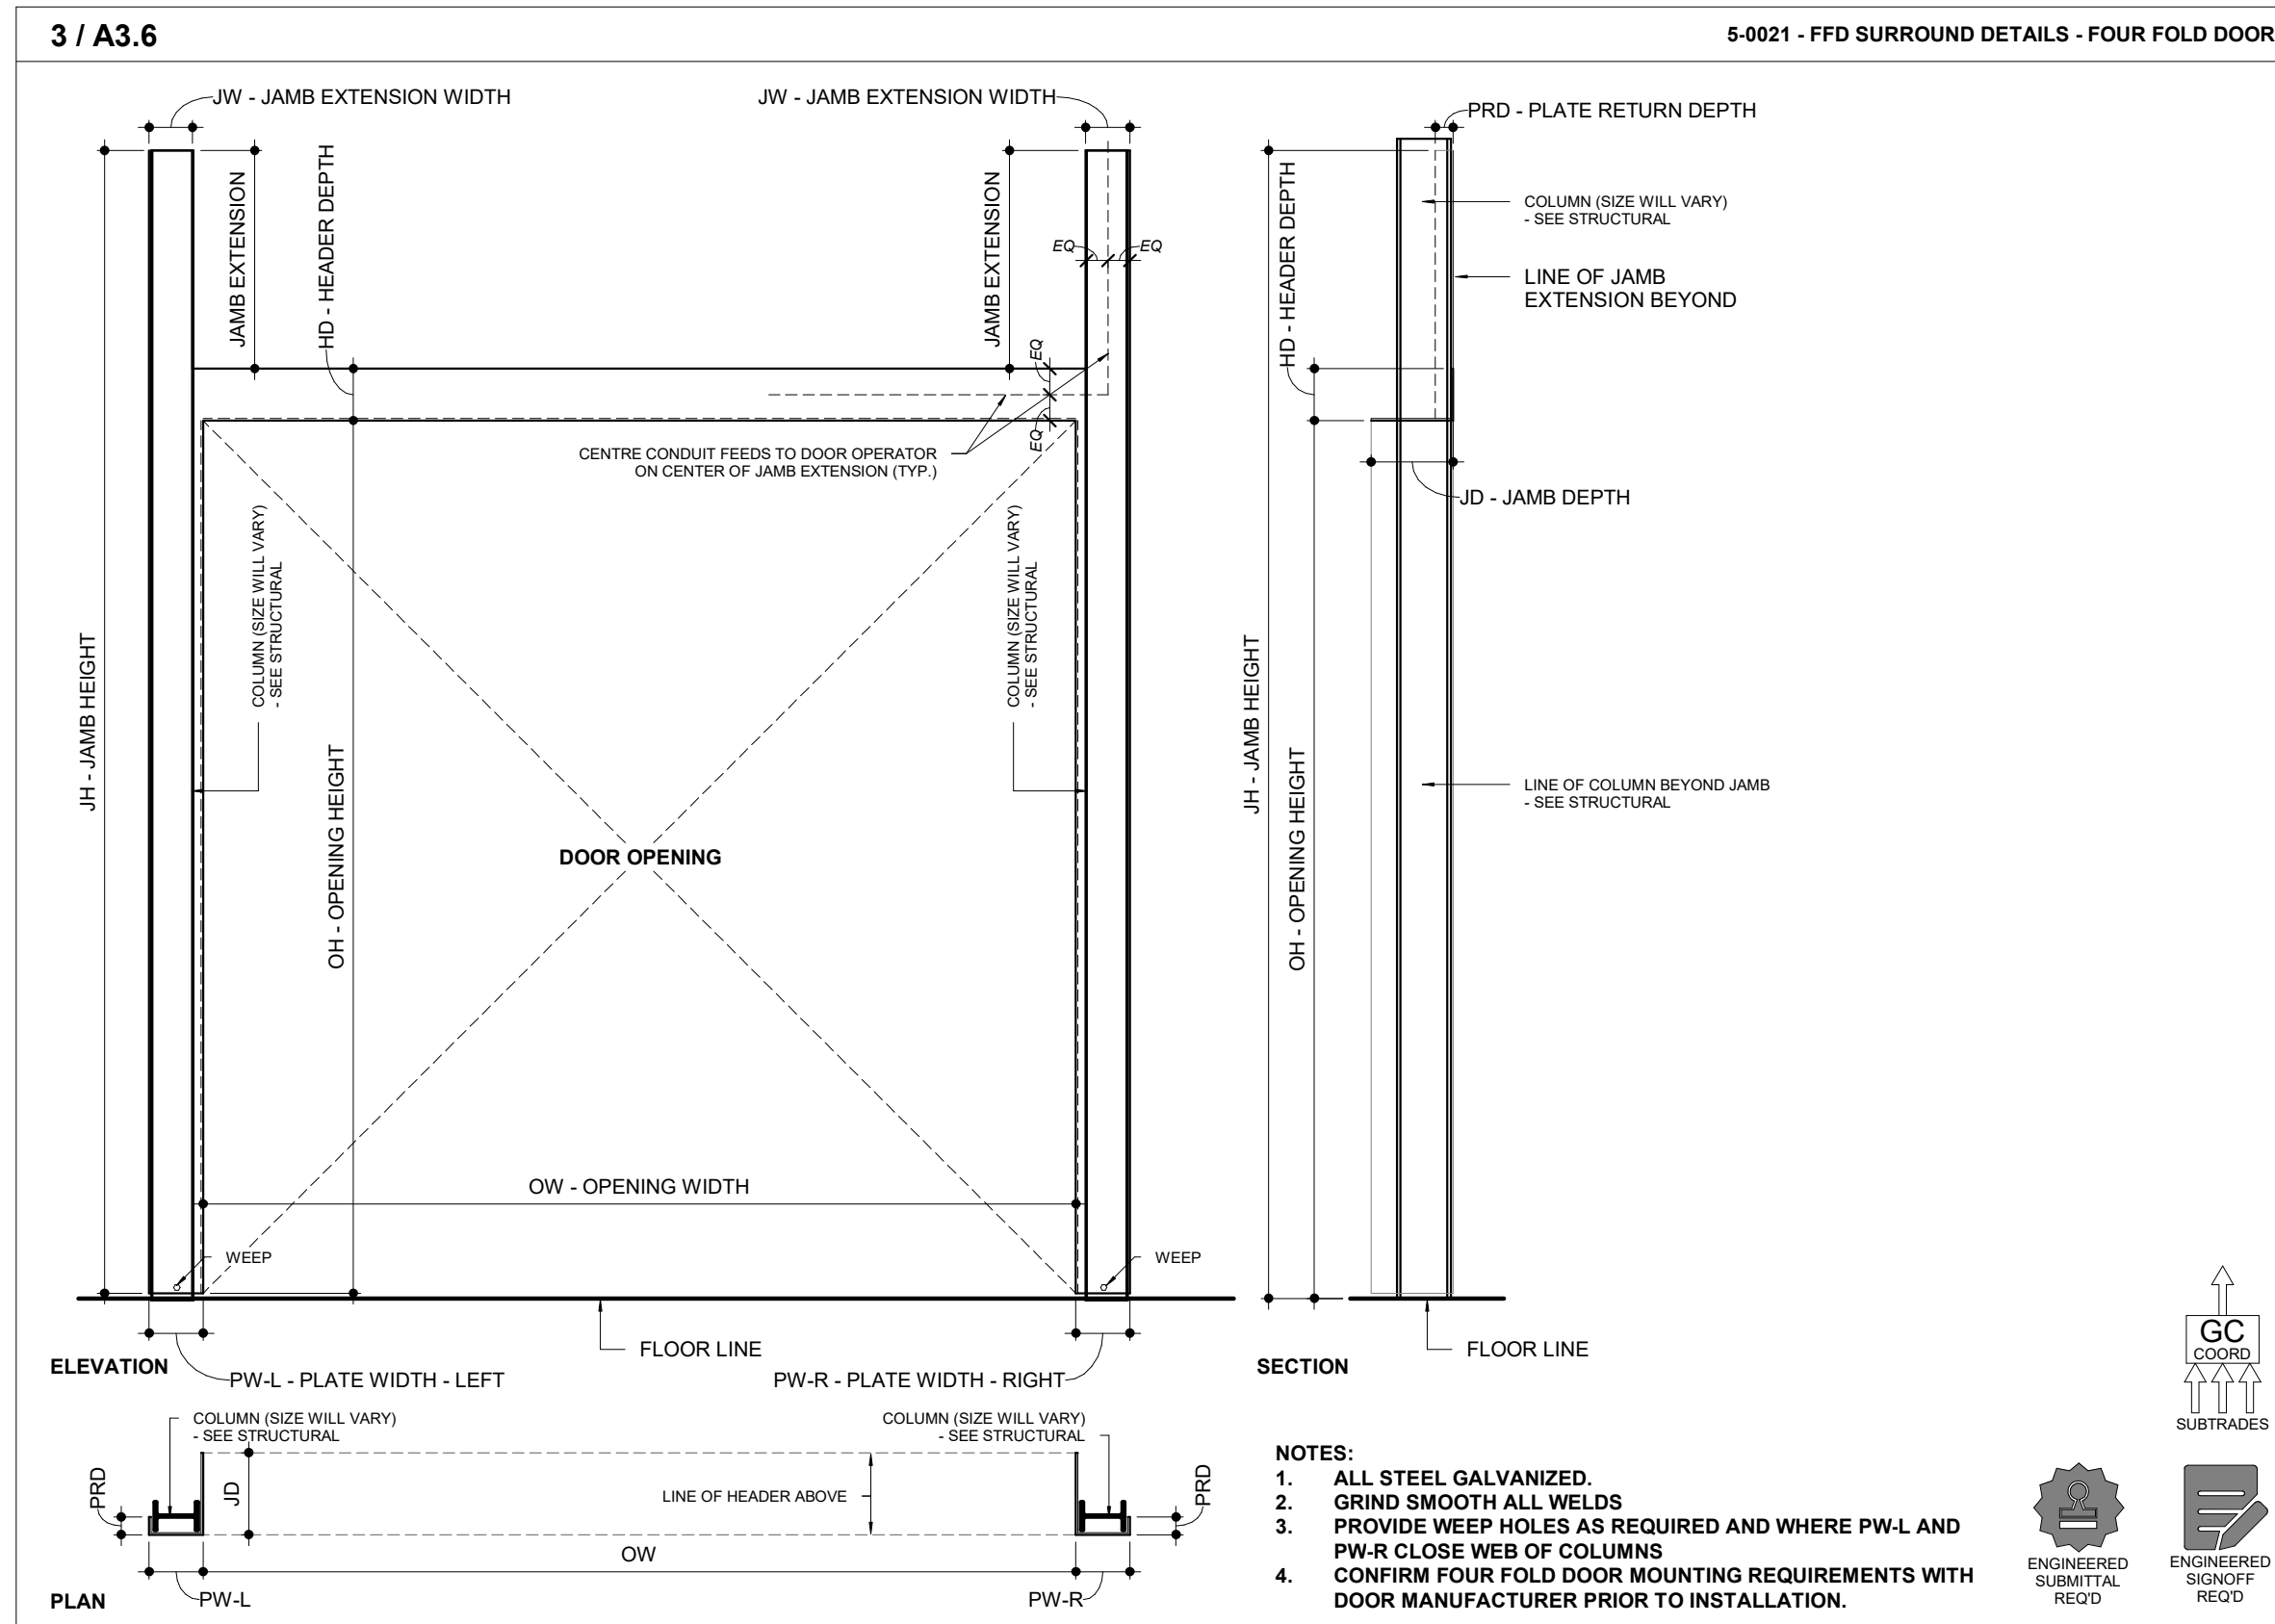 3 / A3.6
5-0021 - FFD SURROUND DETAILS - FOUR FOLD DOOR
JW - JAMB EXTENSION WIDTH
JW - JAMB EXTENSION WIDTH
PRD - PLATE RETURN DEPTH
JAMB EXTENSION
HD - HEADER DEPTH
JAMB EXTENSION
EQ
EQ
EQ
EQ
HD - HEADER DEPTH
COLUMN (SIZE WILL VARY)
- SEE STRUCTURAL
LINE OF JAMB
EXTENSION BEYOND
CENTRE CONDUIT FEEDS TO DOOR OPERATOR
ON CENTER OF JAMB EXTENSION (TYP.)
JD - JAMB DEPTH
COLUMN (SIZE WILL VARY)
- SEE STRUCTURAL
COLUMN (SIZE WILL VARY)
- SEE STRUCTURAL
JH - JAMB HEIGHT
OH - OPENING HEIGHT
JH - JAMB HEIGHT
OH - OPENING HEIGHT
LINE OF COLUMN BEYOND JAMB
- SEE STRUCTURAL
DOOR OPENING
OW - OPENING WIDTH
WEEP
WEEP
FLOOR LINE
FLOOR LINE
ELEVATION
SECTION
PW-L - PLATE WIDTH - LEFT
PW-R - PLATE WIDTH - RIGHT
COLUMN (SIZE WILL VARY)
- SEE STRUCTURAL
COLUMN (SIZE WILL VARY)
- SEE STRUCTURAL
PRD
JD
LINE OF HEADER ABOVE
PRD
OW
PLAN
PW-L
PW-R
NOTES:
1. ALL STEEL GALVANIZED.
2. GRIND SMOOTH ALL WELDS
3. PROVIDE WEEP HOLES AS REQUIRED AND WHERE PW-L AND
PW-R CLOSE WEB OF COLUMNS
4. CONFIRM FOUR FOLD DOOR MOUNTING REQUIREMENTS WITH
DOOR MANUFACTURER PRIOR TO INSTALLATION.
GC
COORD
SUBTRADES
ENGINEERED
SUBMITTAL
REQ'D
ENGINEERED
SIGNOFF
REQ'D